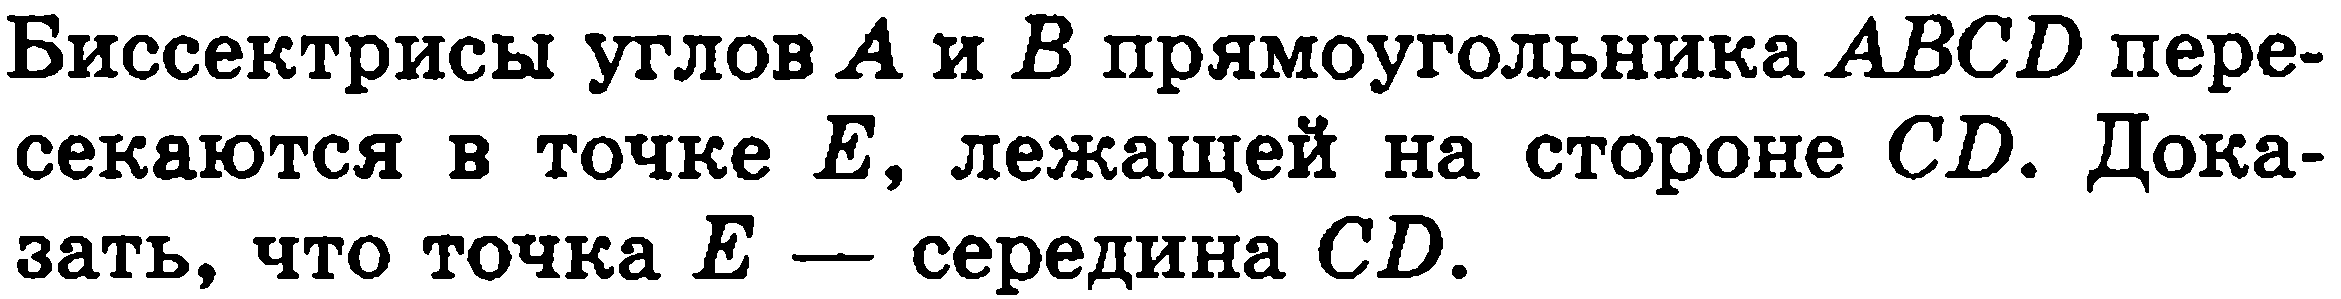 Биссектрисы углов A и B прямоугольника ABCD пере-
секаются в точке E, лежащей на стороне CD. Дока-
зать, что точка E — середина CD.